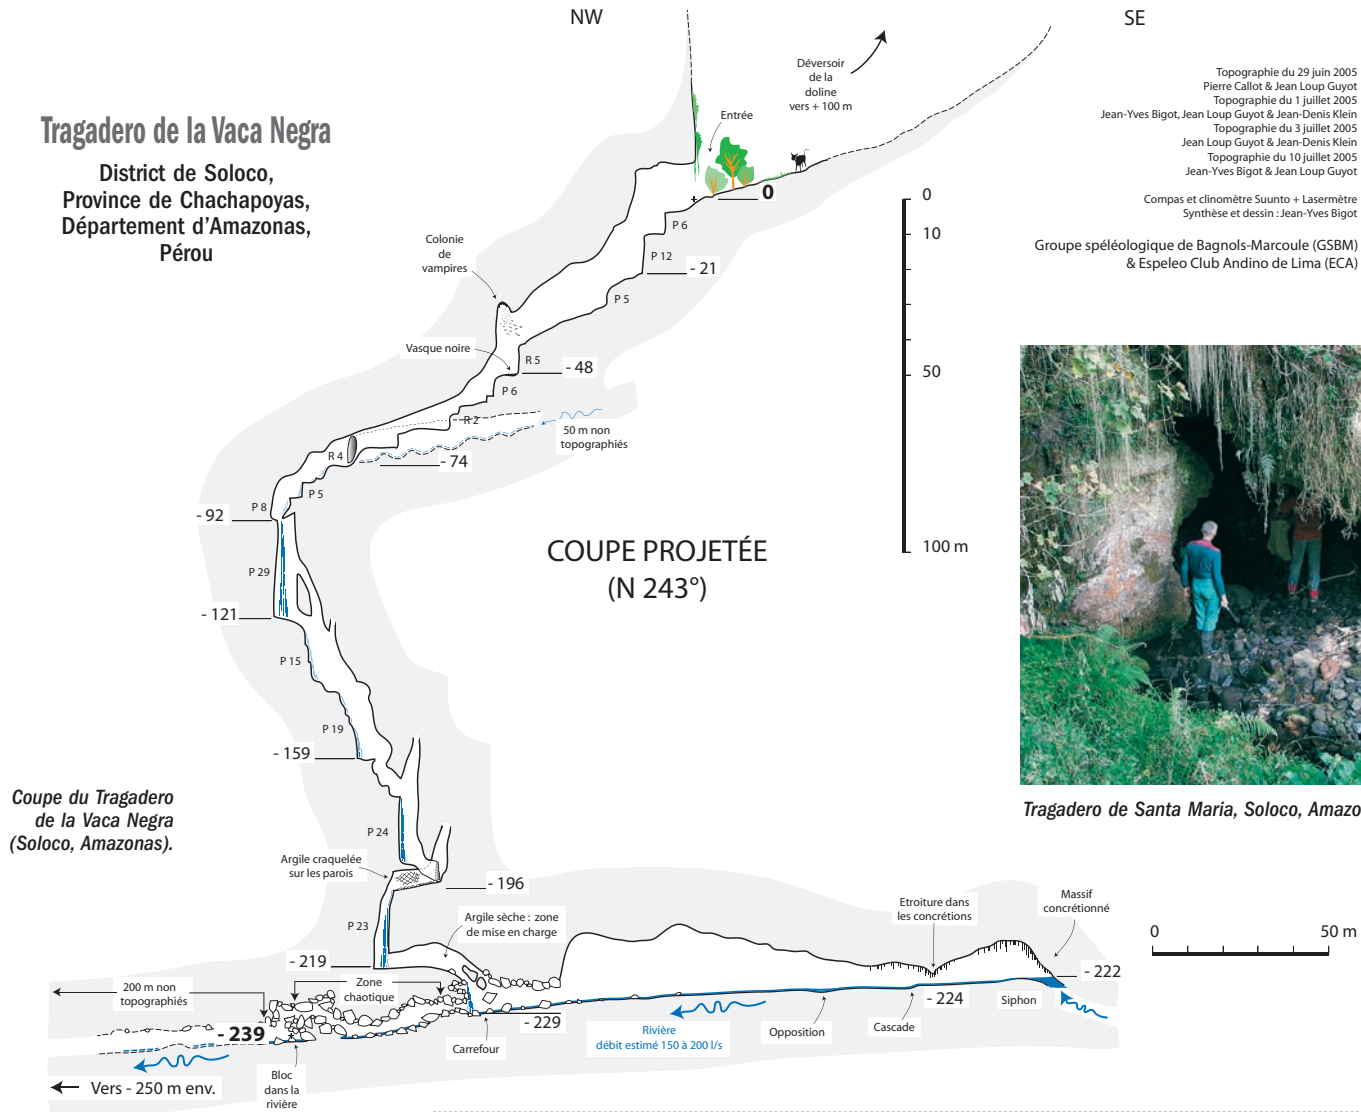 NW
SE
Tragadero de la Vaca Negra
District de Soloco,
Province de Chachapoyas,
Département d'Amazonas,
Pérou
Topographie du 29 juin 2005
Pierre Callot & Jean Loup Guyot
Topographie du 1 juillet 2005
Jean-Yves Bigot, Jean Loup Guyot & Jean-Denis Klein
Topographie du 3 juillet 2005
Jean Loup Guyot & Jean-Denis Klein
Topographie du 10 juillet 2005
Jean-Yves Bigot & Jean Loup Guyot
Compas et clinomètre Suunto + Lasermètre
Synthèse et dessin : Jean-Yves Bigot
Groupe spéléologique de Bagnols-Marcoule (GSBM)
& Espeleo Club Andino de Lima (ECA)
Déversoir
de la
doline
vers + 100 m
Entrée
0
P 6
P 12
- 21
P 5
Colonie
de
vampires
Vasque noire
R 5
- 48
P 6
R 2
50 m non
topographiés
R 4
- 74
P 5
P 8
- 92
P 29
- 121
P 15
P 19
- 159
P 24
Argile craquelée
sur les parois
- 196
P 23
- 219
Argile sèche : zone
de mise en charge
0
10
50
100 m
COUPE PROJETÉE
(N 243°)
Coupe du Tragadero
de la Vaca Negra
(Soloco, Amazonas).
Tragadero de Santa Maria, Soloco, Amazo
Etroiture dans
les concrétions
Massif
concrétionné
0
50 m
- 222
- 224
Siphon
Cascade
Opposition
Rivière
débit estimé 150 à 200 l/s
- 229
Carrefour
Zone
chaotique
200 m non
topographiés
- 239
Bloc
dans la
rivière
Vers - 250 m env.